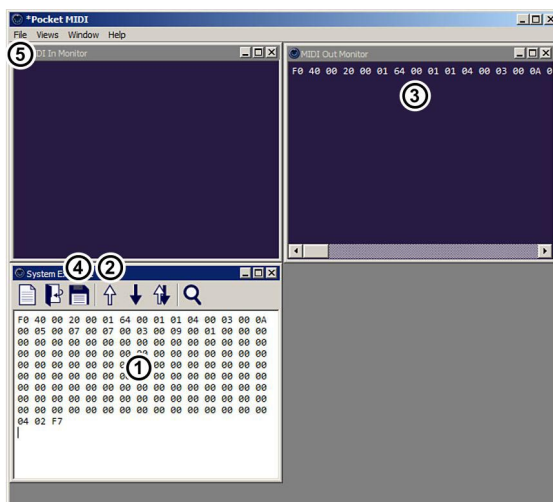 *Pocket MIDI
File Views Window Help
5
DI In Monitor
MIDI Out Monitor
F0 40 00 20 00 01 64 00 01 01 04 00 03 00 0A 0
3
4
2
System E
F0 40 00 20 00 01 64 00 01 01 04 00 03 00 0A
00 05 00 07 00 07 00 03 00 09 00 01 00 00 00
00 00 00 00 00 00 00 00 00 00 00 00 00 00 00
00 00 00 00 00 00 00 00 00 00 00 00 00 00
00 00 00 00 00 00 0 00 00 00 00 00 00
1
00 00 00 00 00 00 00 00 00 00 00 00 00
00 00 00 00 00 00 00 00 00 00 00 00 00 00 00
00 00 00 00 00 00 00 00 00 00 00 00 00 00 00
00 00 00 00 00 00 00 00 00 00 00 00 00 00 00
04 02 F7